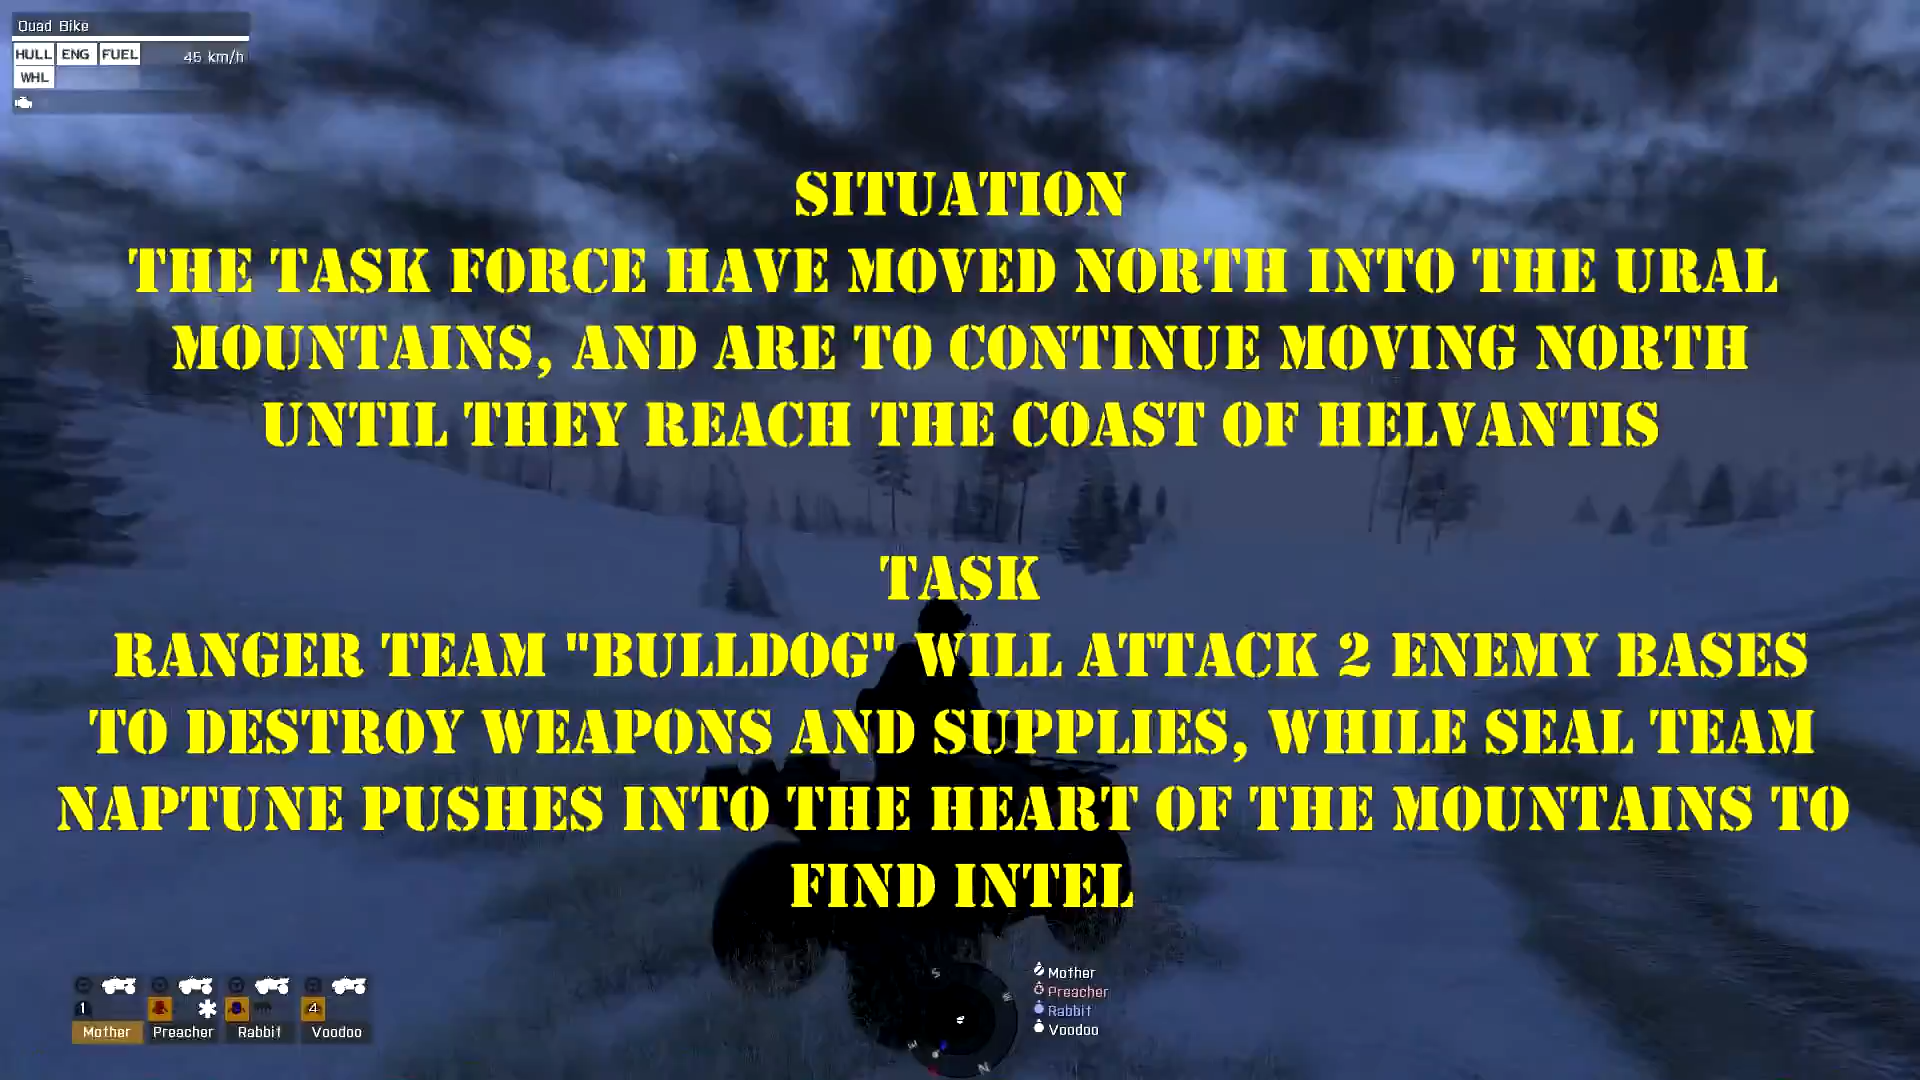 Quad Bike
HULL ENG FUEL 45 km/h
WHL
SITUATION
THE TASK FORCE HAVE MOVED NORTH INTO THE URAL
MOUNTAINS, AND ARE TO CONTINUE MOVING NORTH
UNTIL THEY REACH THE COAST OF HELVANTIS
TASK
RANGER TEAM "BULLDOG" WILL ATTACK 2 ENEMY BASES
TO DESTROY WEAPONS AND SUPPLIES, WHILE SEAL TEAM
NAPTUNE PUSHES INTO THE HEART OF THE MOUNTAINS TO
FIND INTEL
1 4
Mother Preacher Rabbit Voodoo
S
W
E
N
Mother
Preacher
Rabbit
Voodoo